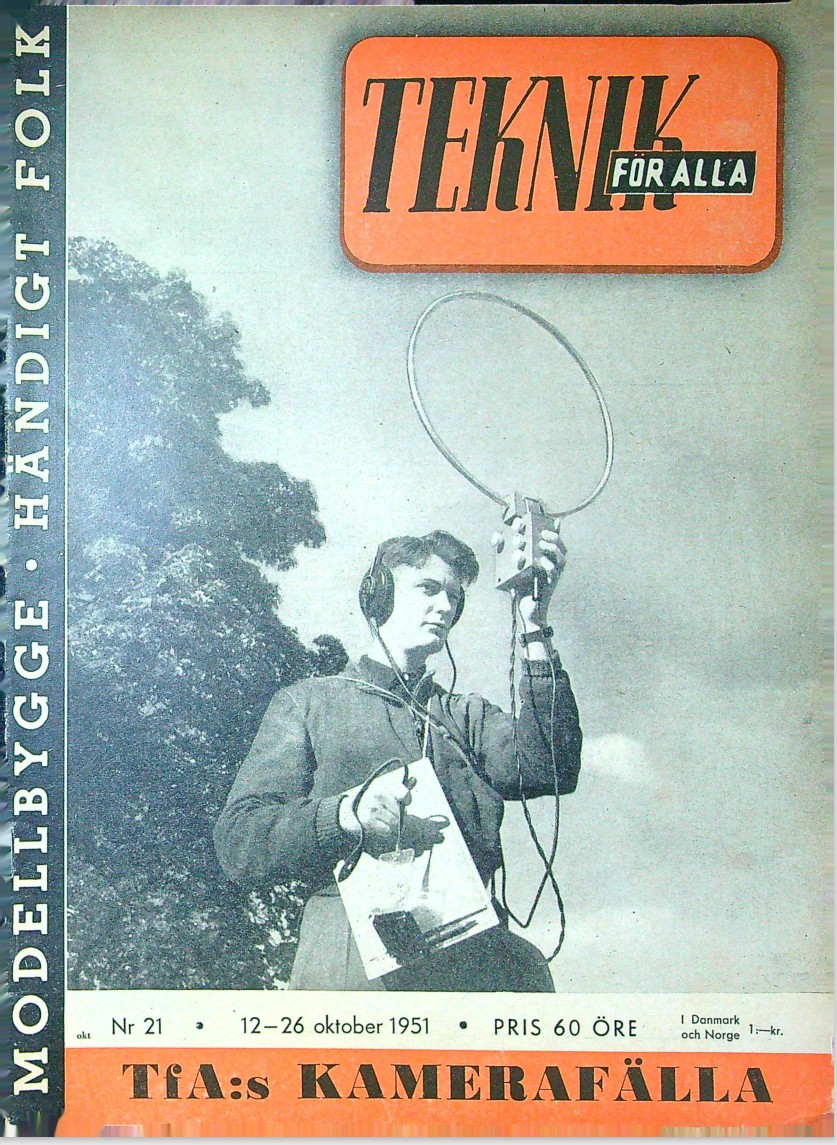 MODELLBYGGE • HÄNDIGT FOLK
TEKNIK
FÖR ALLA
okt Nr 21 • 12–26 oktober 1951 • PRIS 60 ÖRE I Danmark och Norge 1:—kr.
TfA:s KAMERAFÄLLA